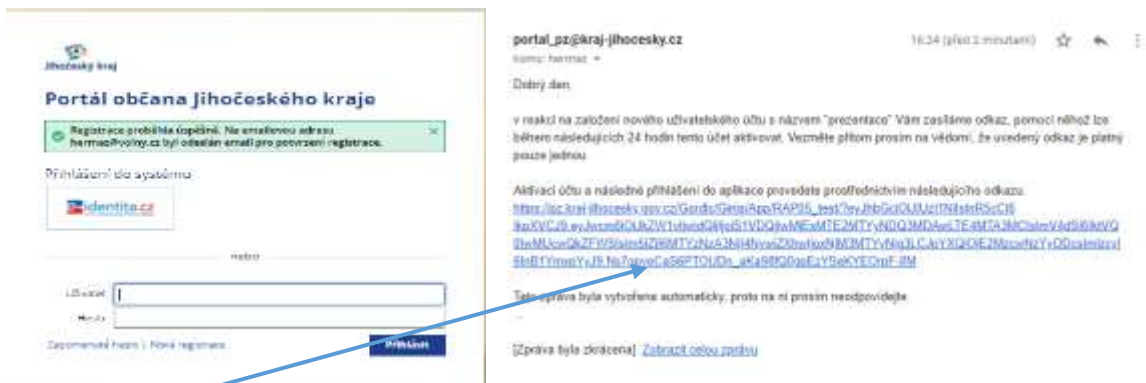 Jihočeský kraj
Portál občana Jihočeského kraje
Registrace proběhla úspěšně. Na emailovou adresu
hermaz@volny.cz byl odeslán email pro potvrzení registrace.
Přihlášení do systému
identita.cz
nebo
Uživatel
Heslo
Zapomenuté heslo | Nová registrace
Přihlásit
portal_pz@kraj-jihocesky.cz
16:34 (před 2 minutami)
komu: hermaz
Dobrý den,
v reakci na založení nového uživatelského účtu s názvem "prezentace" Vám zasíláme odkaz, pomocí něhož lze
během následujících 24 hodin tento účet aktivovat. Vezměte přitom prosím na vědomí, že uvedený odkaz je platný
pouze jednou.
Aktivaci účtu a následné přihlášení do aplikace provedete prostřednictvím následujícího odkazu:
Tato zpráva byla vytvořena automaticky, proto na ni prosím neodpovídejte.
...
[Zpráva byla zkrácena] Zobrazit celou zprávu